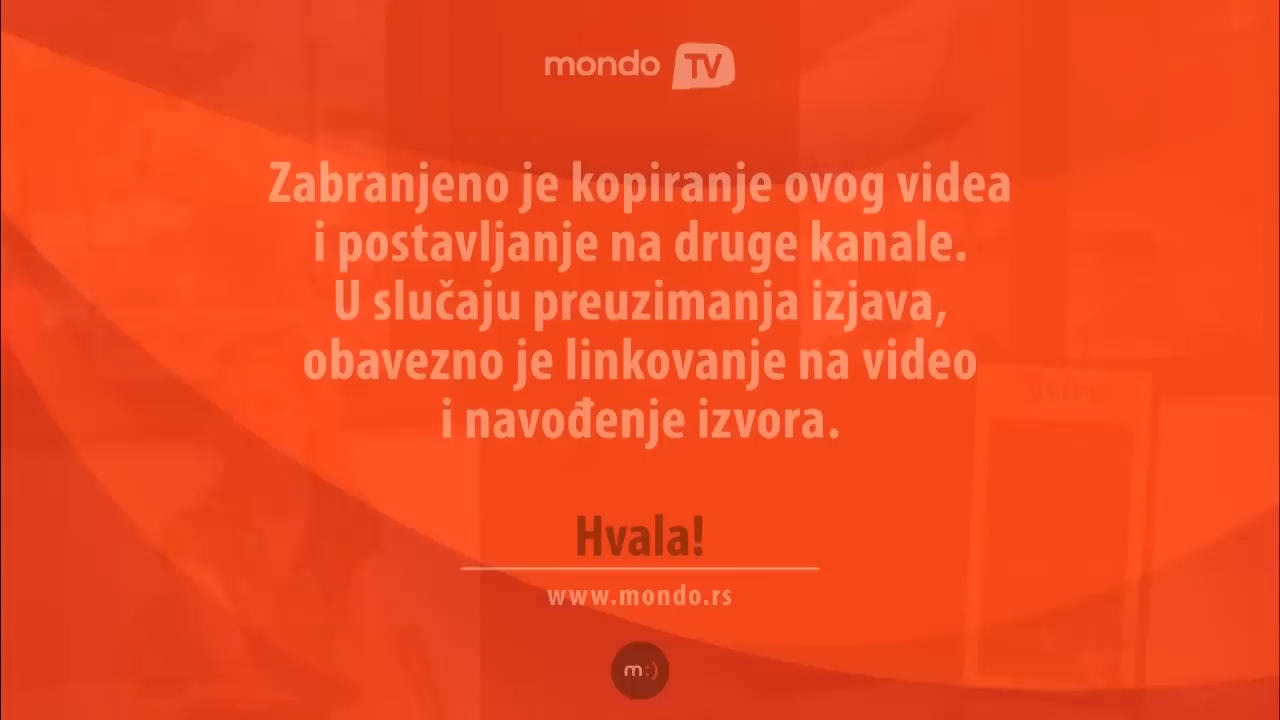 mondo TV
Zabranjeno je kopiranje ovog videa
i postavljanje na druge kanale.
U slučaju preuzimanja izjava,
obavezno je linkovanje na video
i navođenje izvora.
Hvala!
www.mondo.rs
m:)